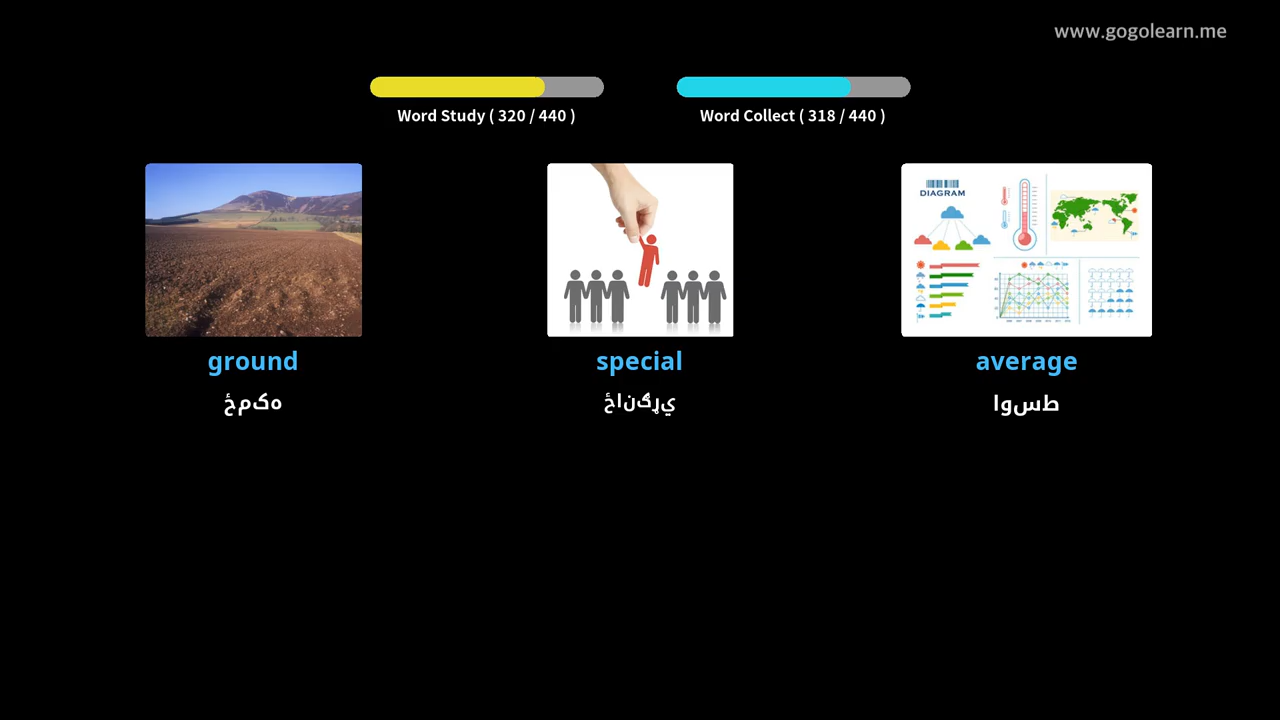 www.gogolearn.me
Word Study ( 320 / 440 )
Word Collect ( 318 / 440 )
DIAGRAM
ground
special
average
ځمکه
ځانګړي
اوسط